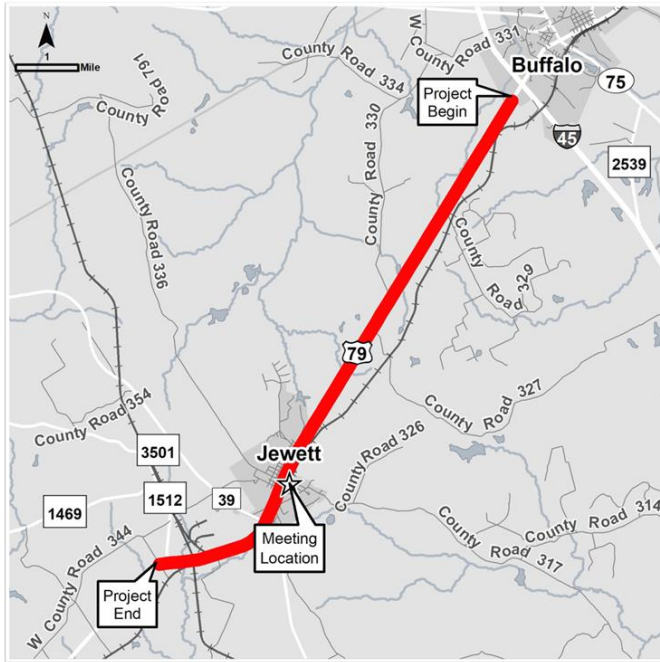 N
1
Mile
County Road 791
W County Road 331
County Road 334
County Road 330
Buffalo
Project
Begin
75
45
2539
County Road 336
County Road 329
79
County Road 354
County Road 327
Jewett
County Road 326
3501
1512
39
1469
W County Road 344
County Road 314
County Road 317
Meeting
Location
Project
End